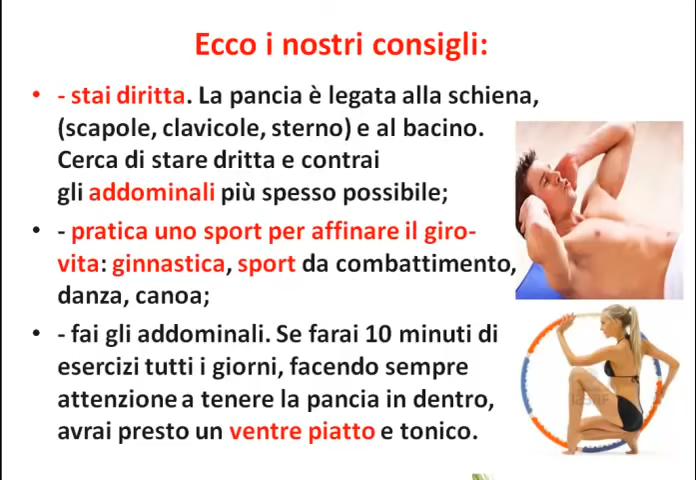 Ecco i nostri consigli:
• - stai diritta. La pancia è legata alla schiena,
(scapole, clavicole, sterno) e al bacino.
Cerca di stare dritta e contrai
gli addominali più spesso possibile;
• - pratica uno sport per affinare il giro-
vita: ginnastica, sport da combattimento,
danza, canoa;
• - fai gli addominali. Se farai 10 minuti di
esercizi tutti i giorni, facendo sempre
attenzione a tenere la pancia in dentro,
avrai presto un ventre piatto e tonico.